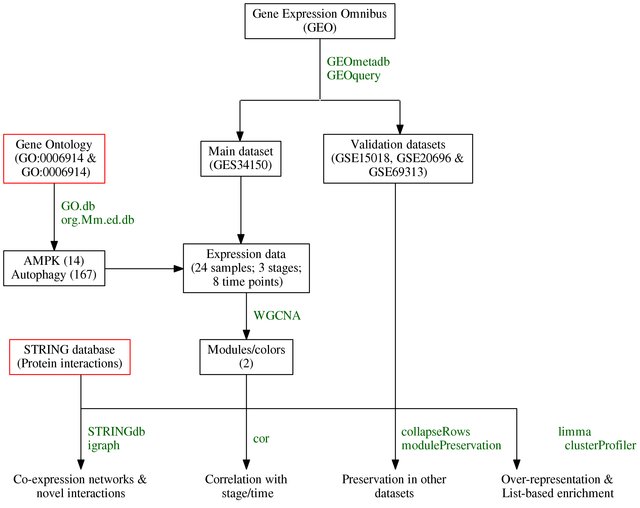 Gene Expression Omnibus
(GEO)
GEOmetadb
GEOquery
Gene Ontology
(GO:0006914 &
GO:0006914)
Main dataset
(GES34150)
Validation datasets
(GSE15018, GSE20696 &
GSE69313)
GO.db
org.Mm.ed.db
AMPK (14)
Autophagy (167)
Expression data
(24 samples; 3 stages;
8 time points)
WGCNA
STRING database
(Protein interactions)
Modules/colors
(2)
STRINGdb
igraph
cor
collapseRows
modulePreservation
limma
clusterProfiler
Co-expression networks &
novel interactions
Correlation with
stage/time
Preservation in other
datasets
Over-representation &
List-based enrichment